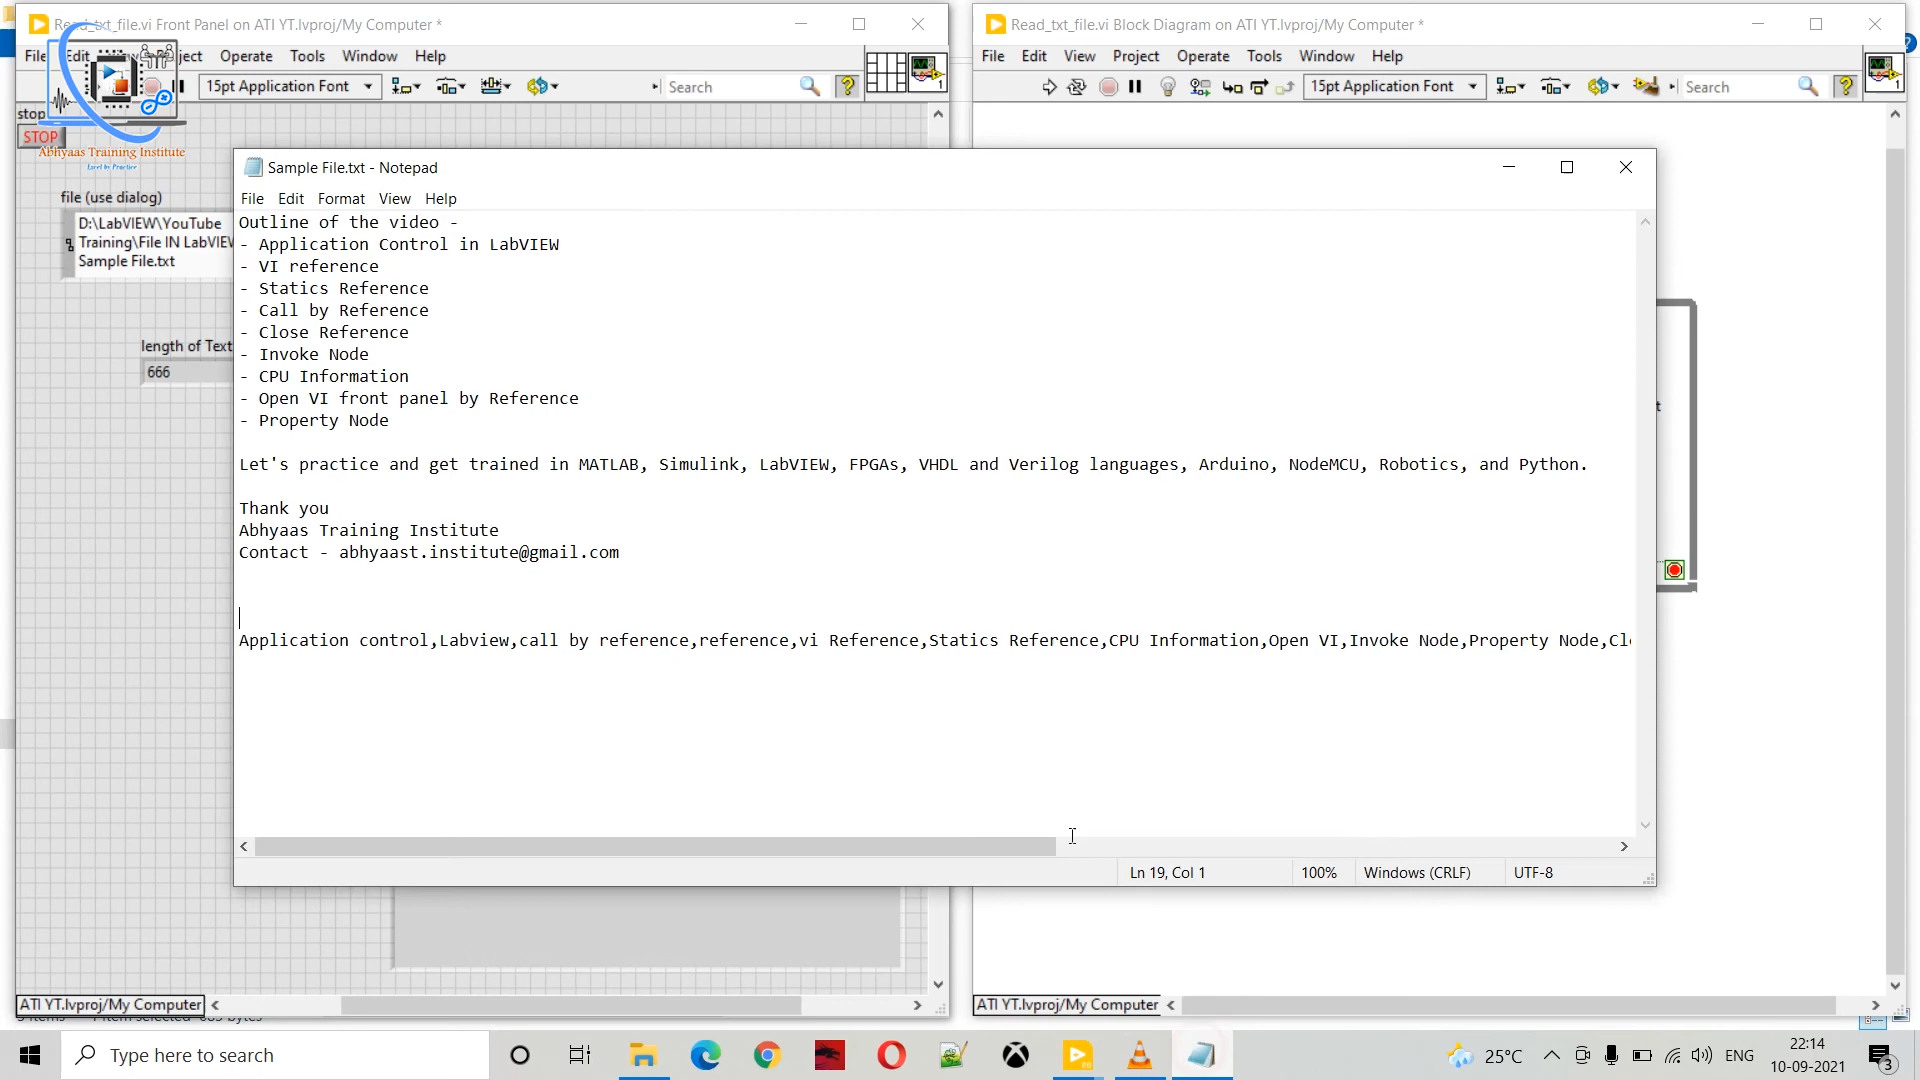 Read_txt_file.vi Front Panel on ATI YT.lvproj/My Computer *
File Edit View Project Operate Tools Window Help
15pt Application Font
Search
stop
STOP
Abhyaas Training Institute
Excel by Practice
file (use dialog)
D:\LabVIEW\YouTube
Training\File IN LabVIEW
Sample File.txt
length of Text
666
ATI YT.lvproj/My Computer
Read_txt_file.vi Block Diagram on ATI YT.lvproj/My Computer *
File Edit View Project Operate Tools Window Help
15pt Application Font
Search
ATI YT.lvproj/My Computer
Sample File.txt - Notepad
File Edit Format View Help
Outline of the video -
- Application Control in LabVIEW
- VI reference
- Statics Reference
- Call by Reference
- Close Reference
- Invoke Node
- CPU Information
- Open VI front panel by Reference
- Property Node
Let's practice and get trained in MATLAB, Simulink, LabVIEW, FPGAs, VHDL and Verilog languages, Arduino, NodeMCU, Robotics, and Python.
Thank you
Abhyaas Training Institute
Contact - abhyaast.institute@gmail.com
Application control,Labview,call by reference,reference,vi Reference,Statics Reference,CPU Information,Open VI,Invoke Node,Property Node,Cl
Ln 19, Col 1
100%
Windows (CRLF)
UTF-8
Type here to search
25°C
ENG
22:14
10-09-2021
3